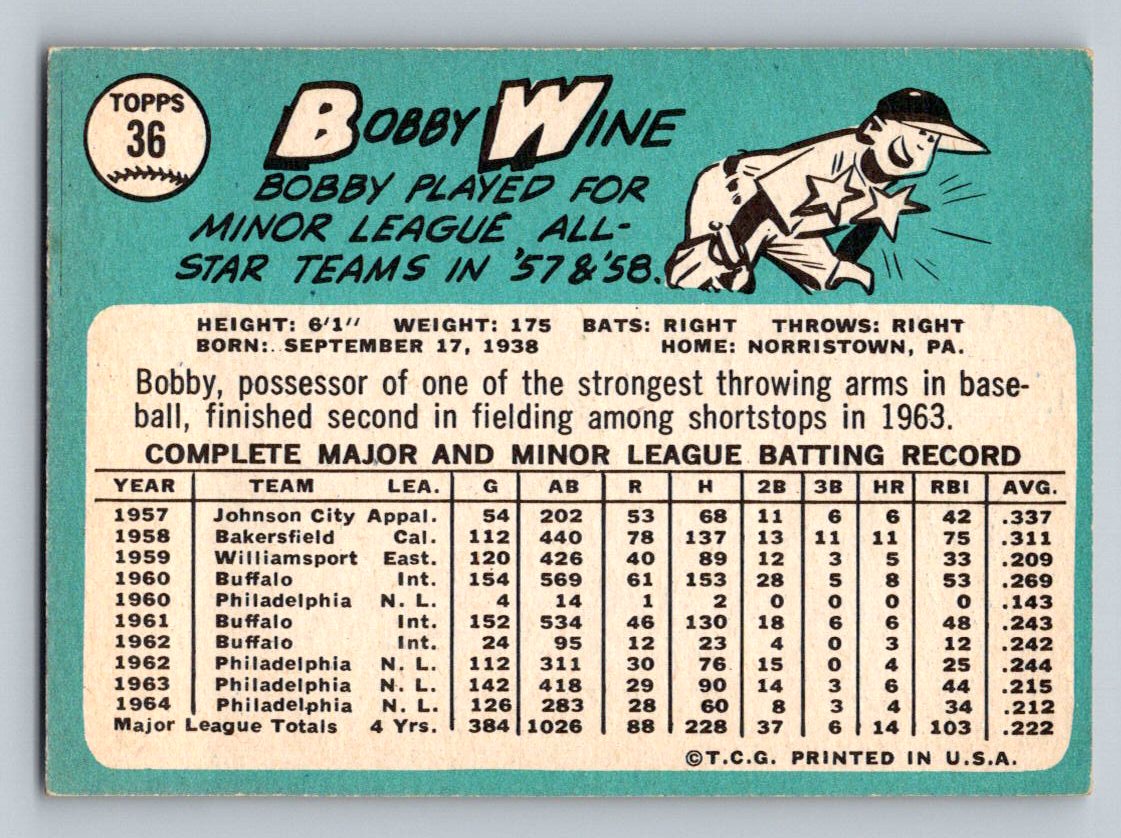 TOPPS
36
BOBBY WINE
BOBBY PLAYED FOR
MINOR LEAGUE ALL-
STAR TEAMS IN '57 & '58.
HEIGHT: 6'1" WEIGHT: 175 BATS: RIGHT THROWS: RIGHT
BORN: SEPTEMBER 17, 1938 HOME: NORRISTOWN, PA.
Bobby, possessor of one of the strongest throwing arms in base-
ball, finished second in fielding among shortstops in 1963.
COMPLETE MAJOR AND MINOR LEAGUE BATTING RECORD
YEAR TEAM LEA. G AB R H 2B 3B HR RBI AVG.
1957 Johnson City Appal. 54 202 53 68 11 6 6 42 .337
1958 Bakersfield Cal. 112 440 78 137 13 11 11 75 .311
1959 Williamsport East. 120 426 40 89 12 3 5 33 .209
1960 Buffalo Int. 154 569 61 153 28 5 8 53 .269
1960 Philadelphia N. L. 4 14 1 2 0 0 0 0 .143
1961 Buffalo Int. 152 534 46 130 18 6 6 48 .243
1962 Buffalo Int. 24 95 12 23 4 0 3 12 .242
1962 Philadelphia N. L. 112 311 30 76 15 0 4 25 .244
1963 Philadelphia N. L. 142 418 29 90 14 3 6 44 .215
1964 Philadelphia N. L. 126 283 28 60 8 3 4 34 .212
Major League Totals 4 Yrs. 384 1026 88 228 37 6 14 103 .222
©T.C.G. PRINTED IN U.S.A.